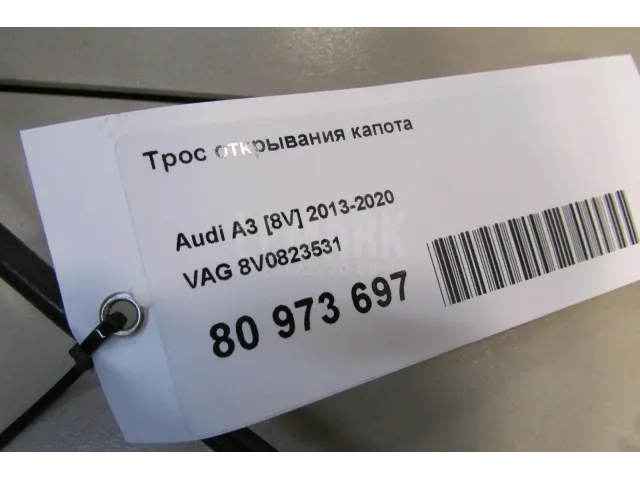 Трос открывания капота
Audi A3 [8V] 2013-2020
VAG 8V0823531
80 973 697